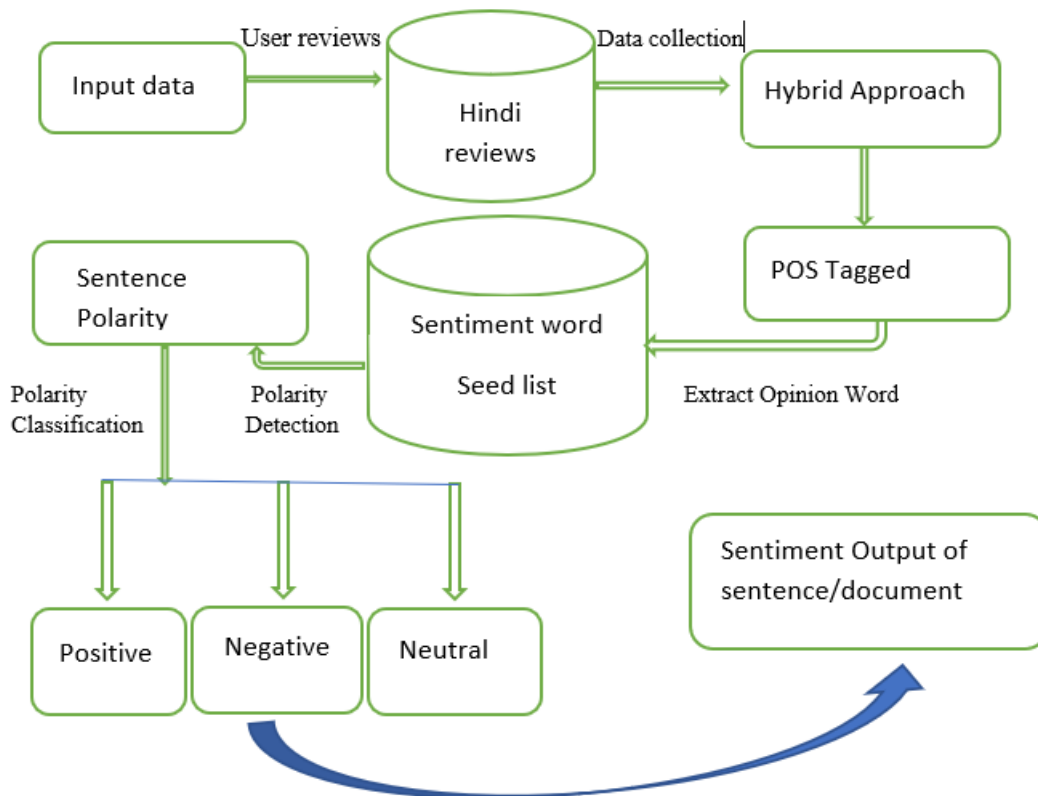 User reviews
Data collection
Input data
Hindi
reviews
Hybrid Approach
POS Tagged
Sentiment word
Seed list
Sentence
Polarity
Extract Opinion Word
Polarity
Detection
Polarity
Classification
Positive
Negative
Neutral
Sentiment Output of
sentence/document